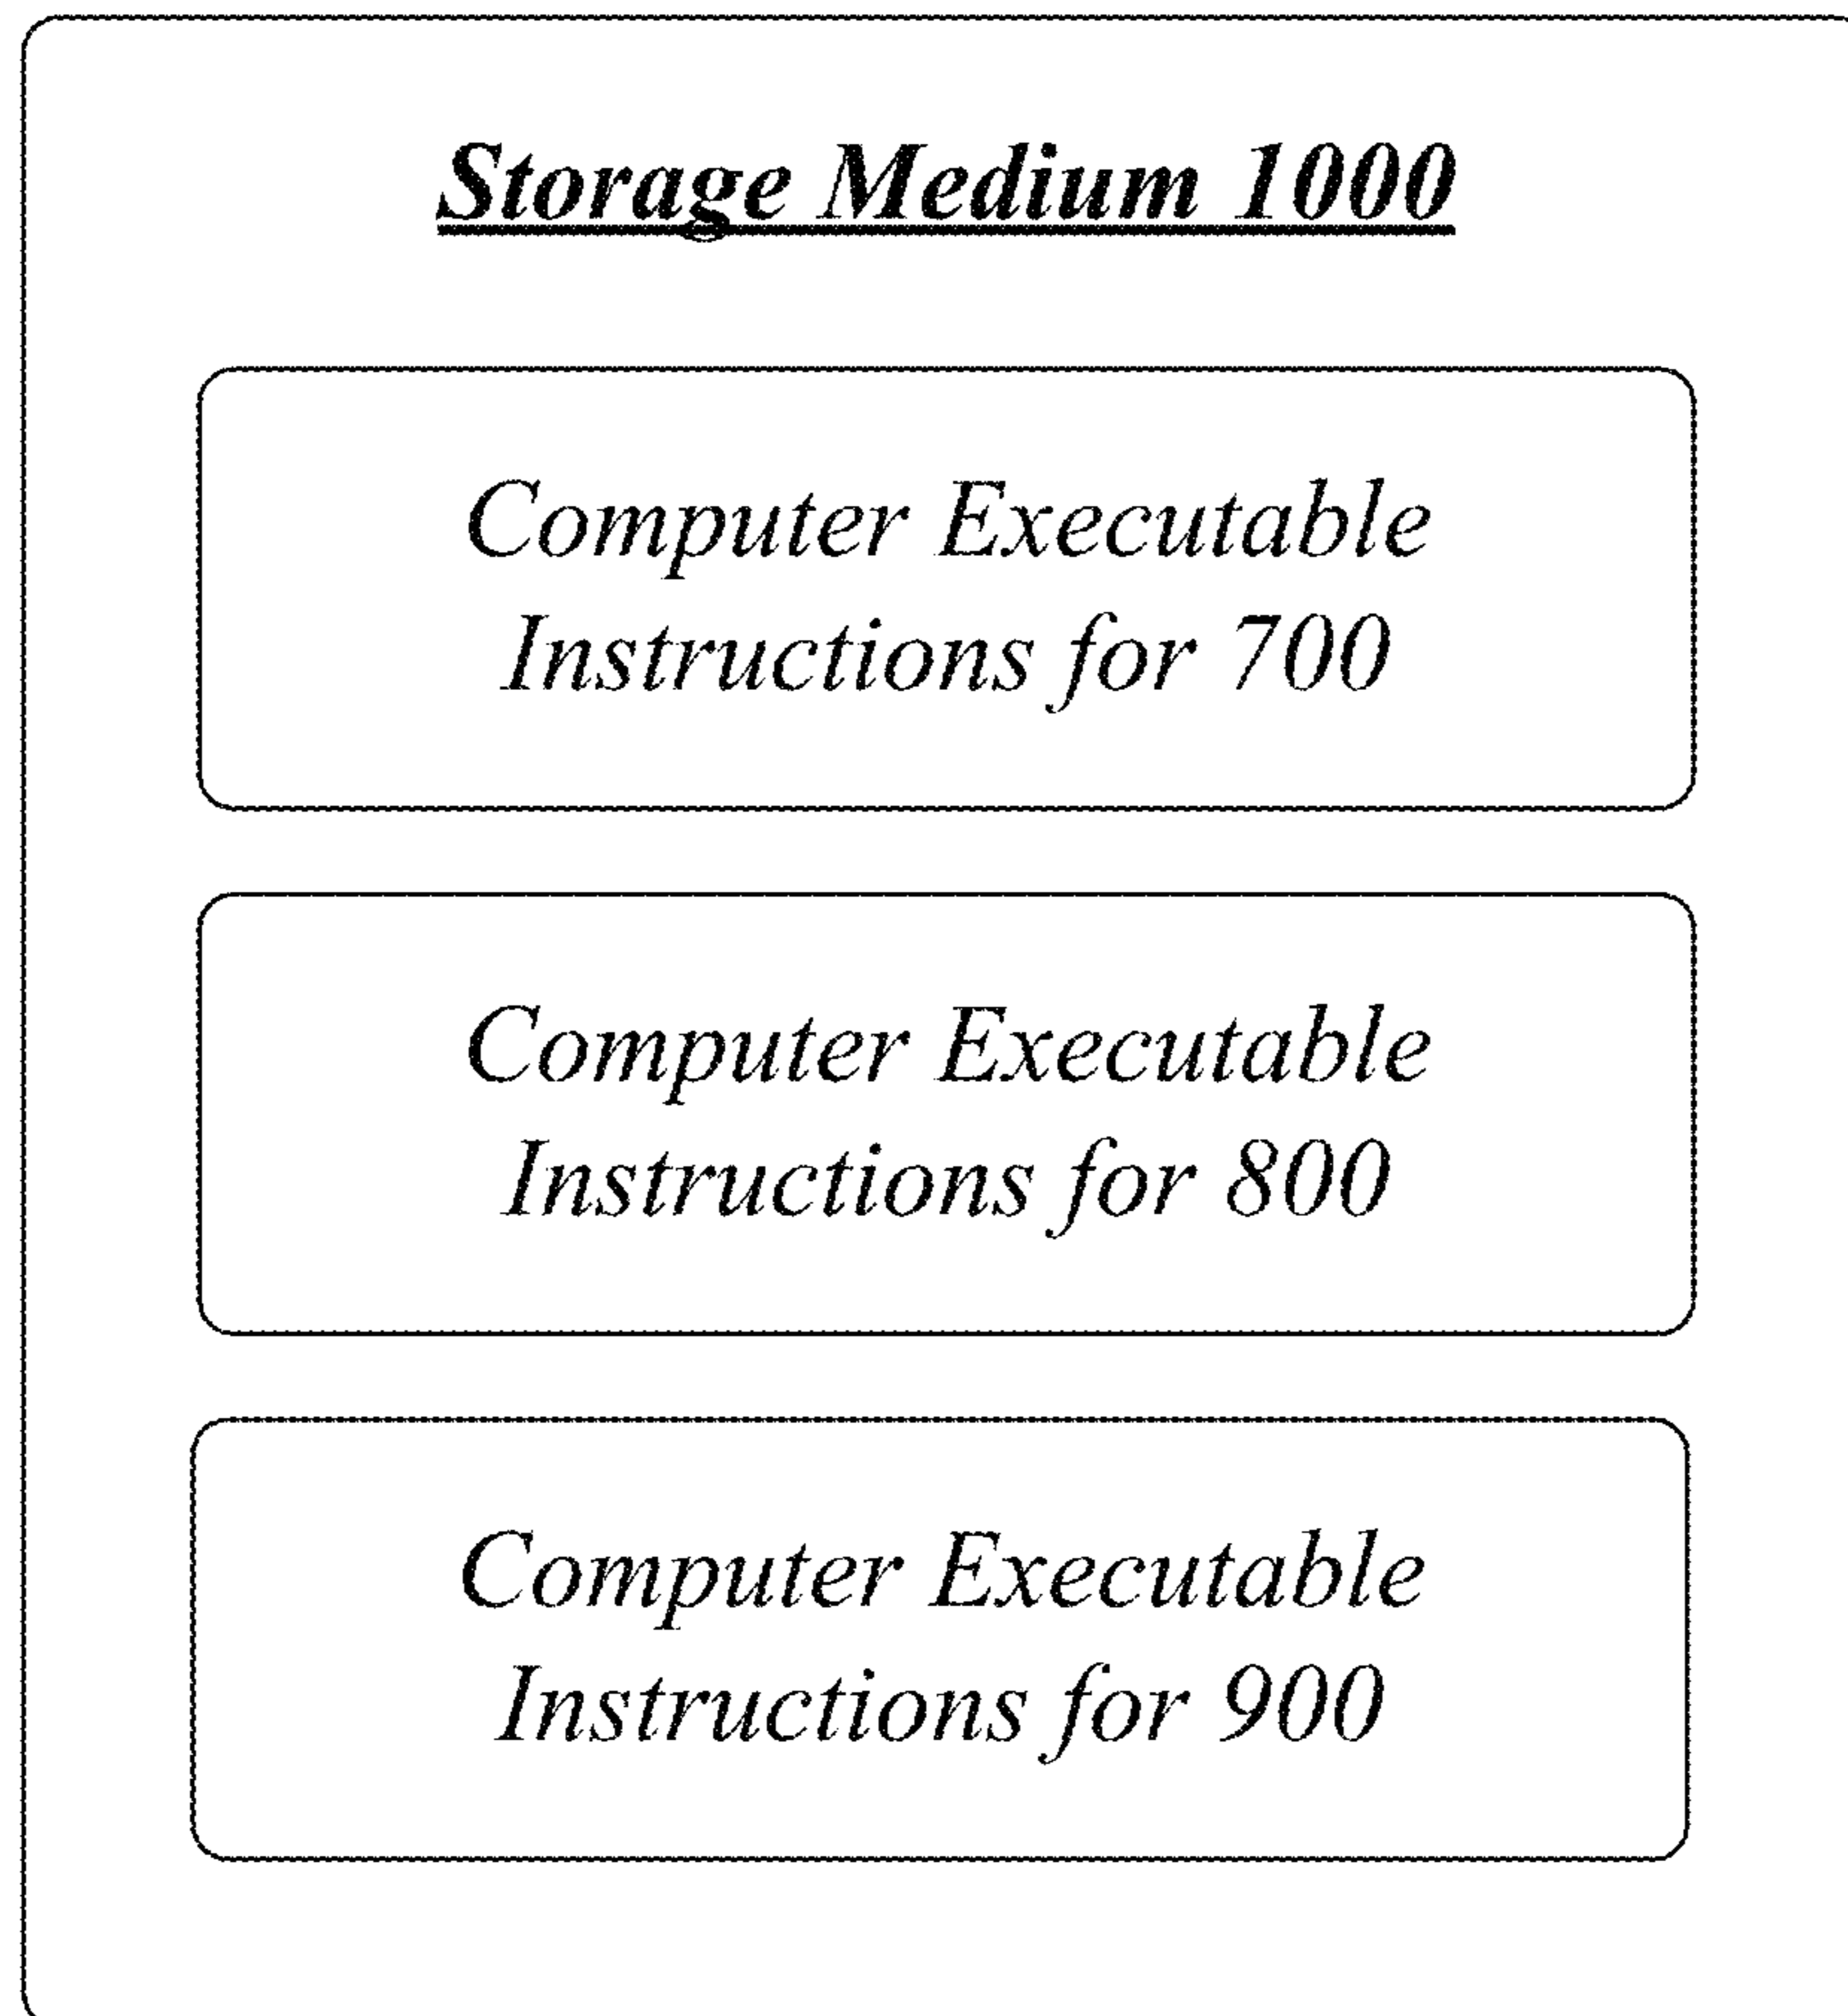 Storage Medium 1000
Computer Executable
Instructions for 700
Computer Executable
Instructions for 800
Computer Executable
Instructions for 900